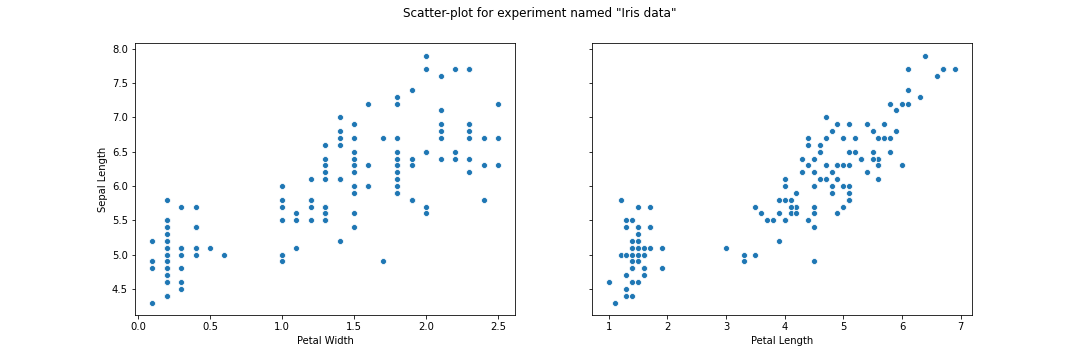 Scatter-plot for experiment named "Iris data"
Sepal Length
8.0
7.5
7.0
6.5
6.0
5.5
5.0
4.5
0.0 0.5 1.0 1.5 2.0 2.5
Petal Width
1 2 3 4 5 6 7
Petal Length